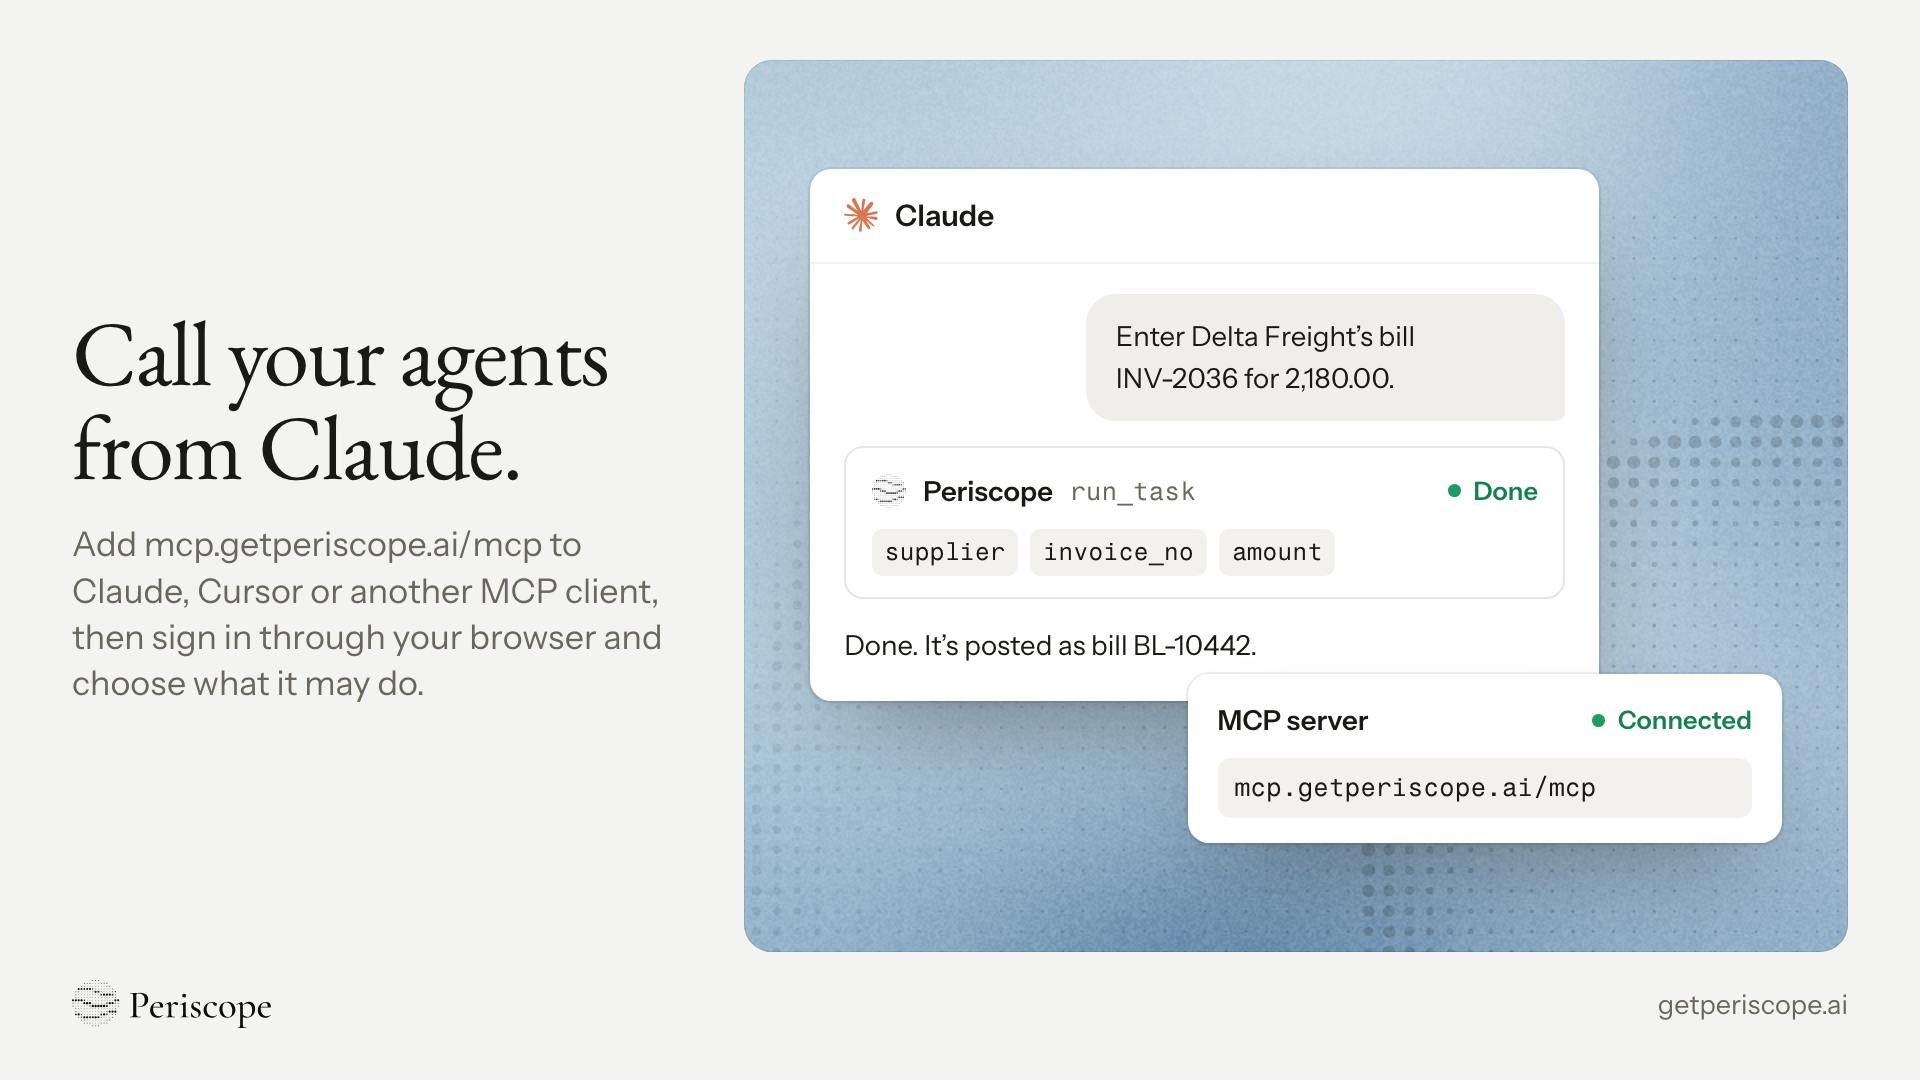 Call your agents
from Claude.
Add mcp.getperiscope.ai/mcp to
Claude, Cursor or another MCP client,
then sign in through your browser and
choose what it may do.
Claude
Enter Delta Freight’s bill
INV-2036 for 2,180.00.
Periscope run_task Done
supplier invoice_no amount
Done. It’s posted as bill BL-10442.
MCP server Connected
mcp.getperiscope.ai/mcp
Periscope
getperiscope.ai